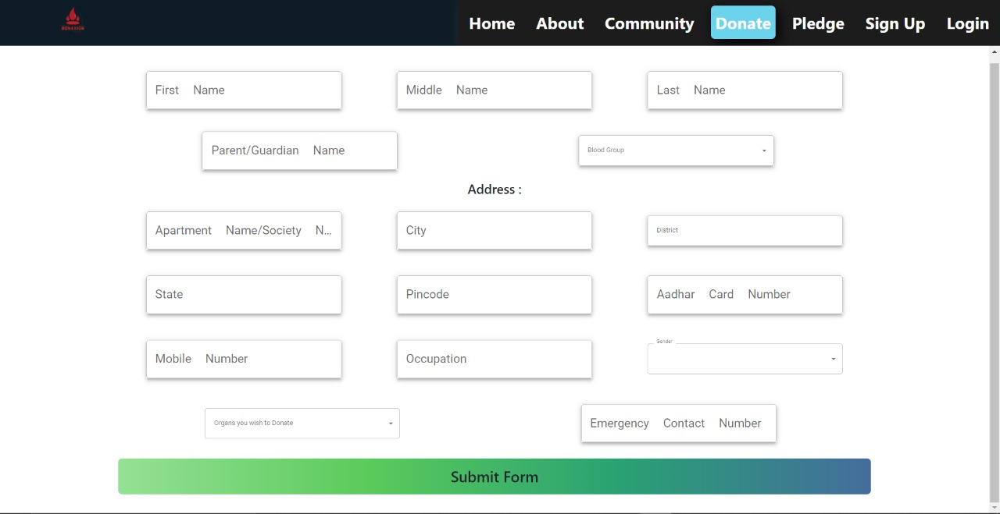 Home About Community Donate Pledge Sign Up Login
First Name Middle Name Last Name
Parent/Guardian Name Blood Group
Address :
Apartment Name/Society N... City District
State Pincode Aadhar Card Number
Mobile Number Occupation Gender
Organs you wish to Donate Emergency Contact Number
Submit Form